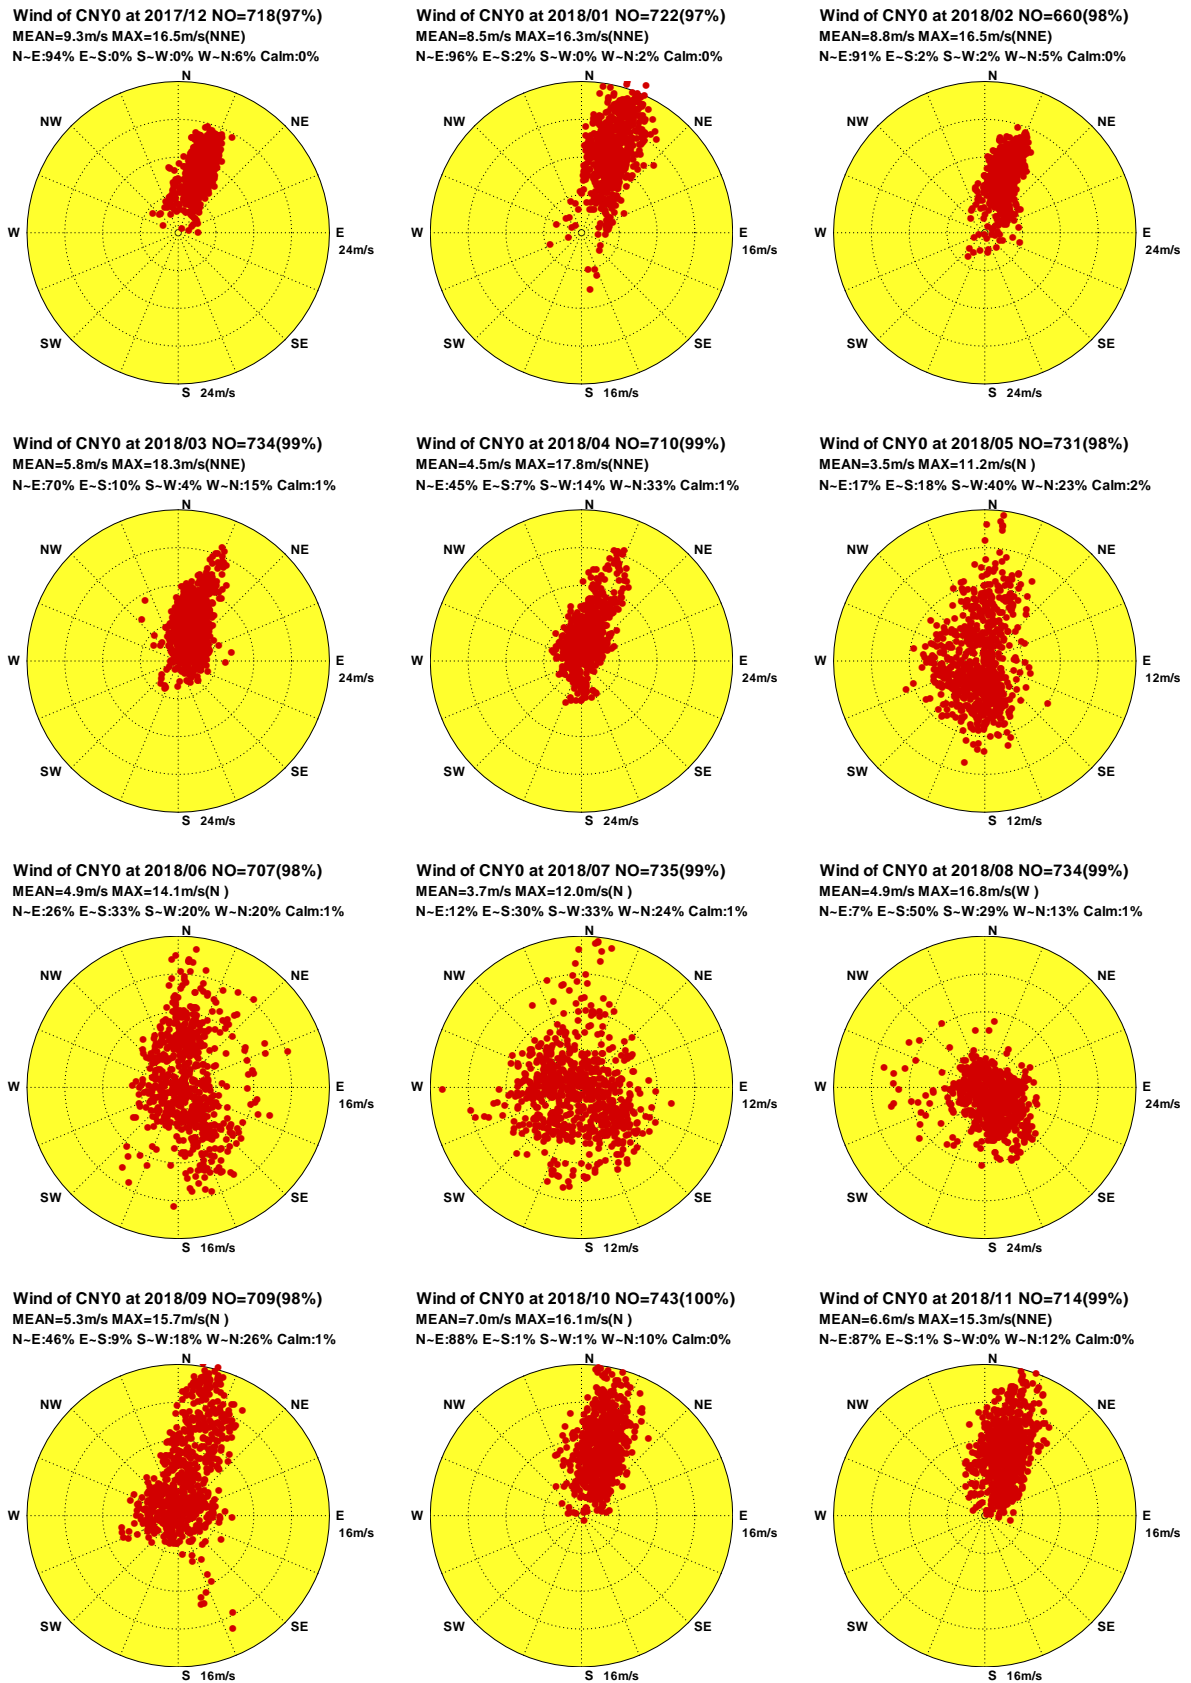 Wind of CNY0 at 2017/12 NO=718(97%)
MEAN=9.3m/s MAX=16.5m/s(NNE)
N~E:94% E~S:0% S~W:0% W~N:6% Calm:0%
N
NW
NE
W
E
24m/s
SW
SE
S 24m/s
Wind of CNY0 at 2018/01 NO=722(97%)
MEAN=8.5m/s MAX=16.3m/s(NNE)
N~E:96% E~S:2% S~W:0% W~N:2% Calm:0%
N
NW
NE
W
E
16m/s
SW
SE
S 16m/s
Wind of CNY0 at 2018/02 NO=660(98%)
MEAN=8.8m/s MAX=16.5m/s(NNE)
N~E:91% E~S:2% S~W:2% W~N:5% Calm:0%
N
NW
NE
W
E
24m/s
SW
SE
S 24m/s
Wind of CNY0 at 2018/03 NO=734(99%)
MEAN=5.8m/s MAX=18.3m/s(NNE)
N~E:70% E~S:10% S~W:4% W~N:15% Calm:1%
N
NW
NE
W
E
24m/s
SW
SE
S 24m/s
Wind of CNY0 at 2018/04 NO=710(99%)
MEAN=4.5m/s MAX=17.8m/s(NNE)
N~E:45% E~S:7% S~W:14% W~N:33% Calm:1%
N
NW
NE
W
E
24m/s
SW
SE
S 24m/s
Wind of CNY0 at 2018/05 NO=731(98%)
MEAN=3.5m/s MAX=11.2m/s(N )
N~E:17% E~S:18% S~W:40% W~N:23% Calm:2%
N
NW
NE
W
E
12m/s
SW
SE
S 12m/s
Wind of CNY0 at 2018/06 NO=707(98%)
MEAN=4.9m/s MAX=14.1m/s(N )
N~E:26% E~S:33% S~W:20% W~N:20% Calm:1%
N
NW
NE
W
E
16m/s
SW
SE
S 16m/s
Wind of CNY0 at 2018/07 NO=735(99%)
MEAN=3.7m/s MAX=12.0m/s(N )
N~E:12% E~S:30% S~W:33% W~N:24% Calm:1%
N
NW
NE
W
E
12m/s
SW
SE
S 12m/s
Wind of CNY0 at 2018/08 NO=734(99%)
MEAN=4.9m/s MAX=16.8m/s(W )
N~E:7% E~S:50% S~W:29% W~N:13% Calm:1%
N
NW
NE
W
E
24m/s
SW
SE
S 24m/s
Wind of CNY0 at 2018/09 NO=709(98%)
MEAN=5.3m/s MAX=15.7m/s(N )
N~E:46% E~S:9% S~W:18% W~N:26% Calm:1%
N
NW
NE
W
E
16m/s
SW
SE
S 16m/s
Wind of CNY0 at 2018/10 NO=743(100%)
MEAN=7.0m/s MAX=16.1m/s(N )
N~E:88% E~S:1% S~W:1% W~N:10% Calm:0%
N
NW
NE
W
E
16m/s
SW
SE
S 16m/s
Wind of CNY0 at 2018/11 NO=714(99%)
MEAN=6.6m/s MAX=15.3m/s(NNE)
N~E:87% E~S:1% S~W:0% W~N:12% Calm:0%
N
NW
NE
W
E
16m/s
SW
SE
S 16m/s